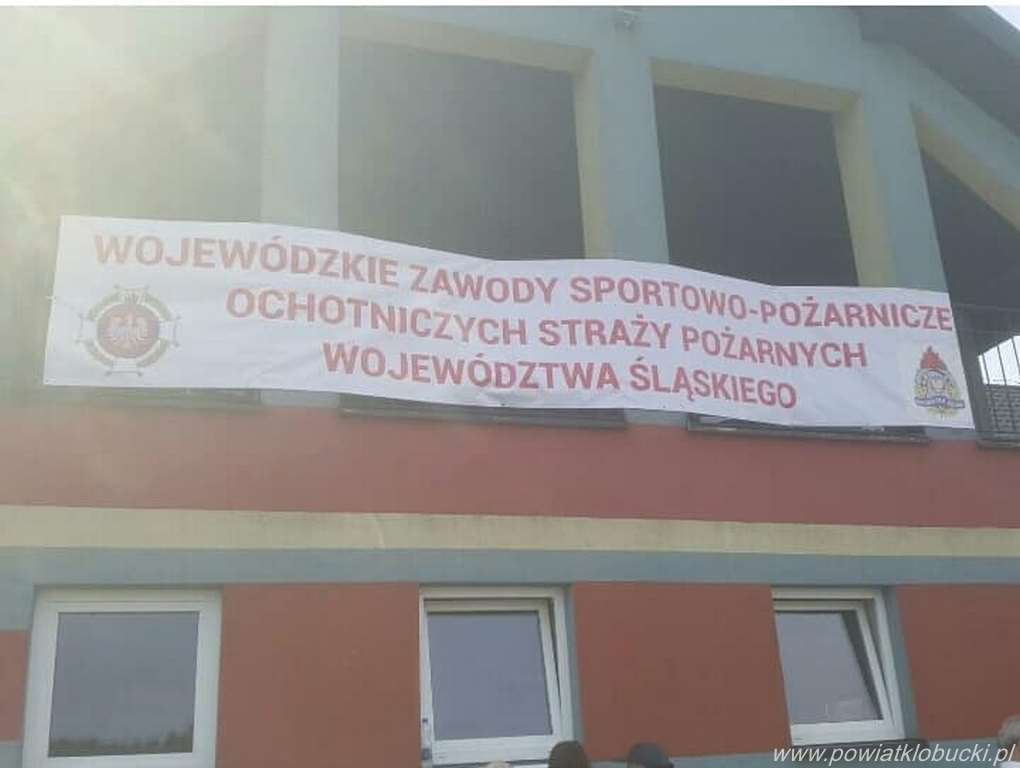 WOJEWÓDZKIE ZAWODY SPORTOWO-POŻARNICZE
OCHOTNICZYCH STRAŻY POŻARNYCH
WOJEWÓDZTWA ŚLĄSKIEGO
www.powiatklobucki.pl